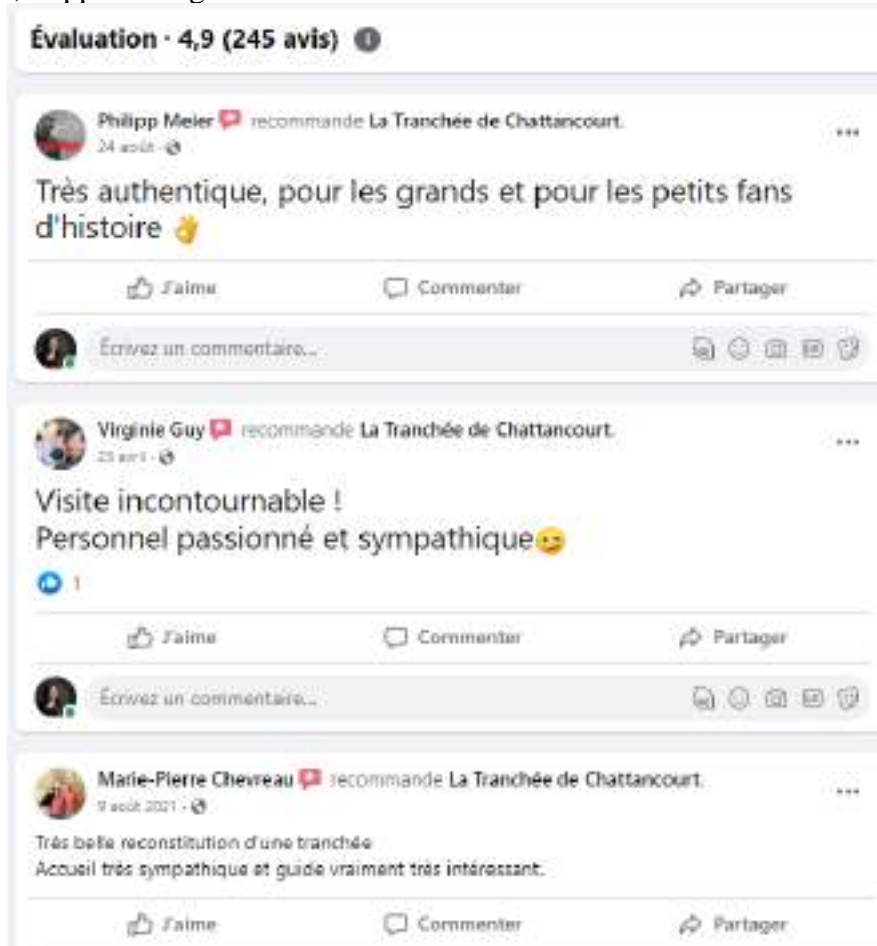 Évaluation · 4,9 (245 avis)
Philipp Meier recommande La Tranchée de Chattancourt.
24 août
Très authentique, pour les grands et pour les petits fans
d'histoire 👌
J'aime Commenter Partager
Écrivez un commentaire...
Virginie Guy recommande La Tranchée de Chattancourt.
avril
Visite incontournable !
Personnel passionné et sympathique😏
1
J'aime Commenter Partager
Écrivez un commentaire...
Marie-Pierre Chevreau recommande La Tranchée de Chattancourt.
9 août 2021
Très belle reconstitution d'une tranchée
Accueil très sympathique et guide vraiment très intéressant.
J'aime Commenter Partager